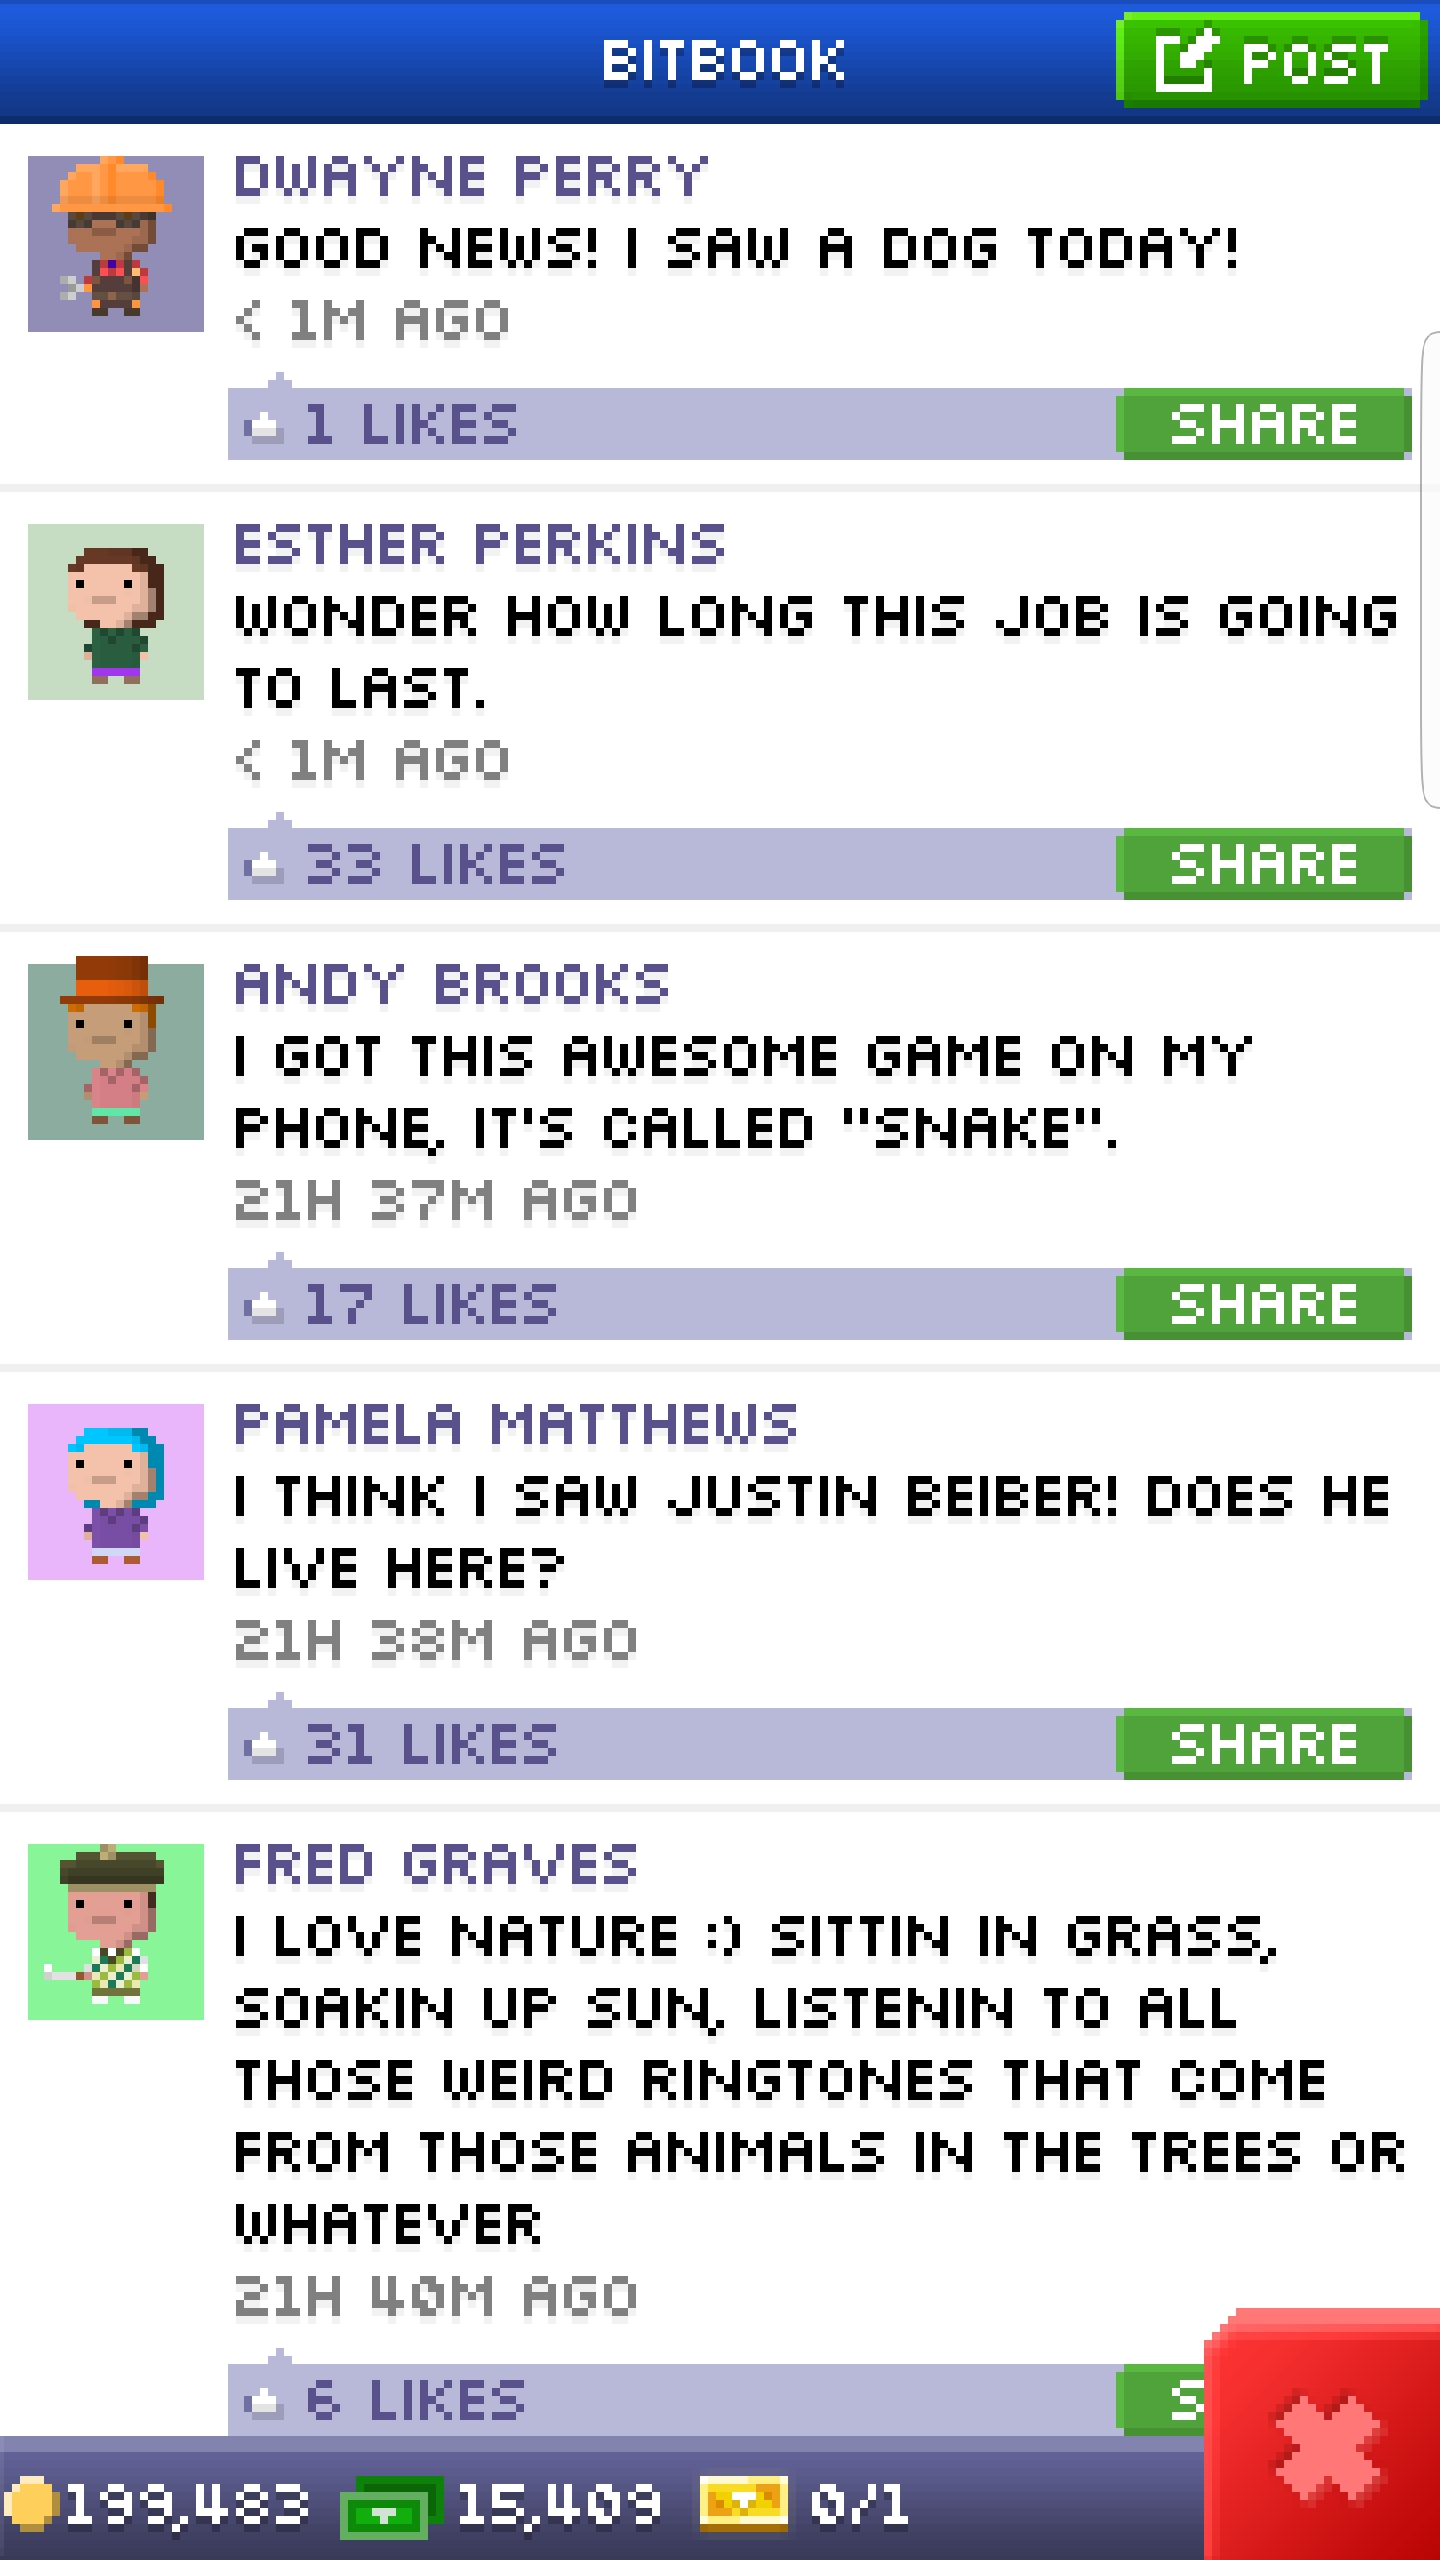 BITBOOK
POST
DWAYNE PERRY
GOOD NEWS! I SAW A DOG TODAY!
< 1M AGO
1 LIKES
SHARE
ESTHER PERKINS
WONDER HOW LONG THIS JOB IS GOING
TO LAST.
< 1M AGO
33 LIKES
SHARE
ANDY BROOKS
I GOT THIS AWESOME GAME ON MY
PHONE, IT'S CALLED "SNAKE".
21H 37M AGO
17 LIKES
SHARE
PAMELA MATTHEWS
I THINK I SAW JUSTIN BEIBER! DOES HE
LIVE HERE?
21H 38M AGO
31 LIKES
SHARE
FRED GRAVES
I LOVE NATURE :) SITTIN IN GRASS,
SOAKIN UP SUN, LISTENIN TO ALL
THOSE WEIRD RINGTONES THAT COME
FROM THOSE ANIMALS IN THE TREES OR
WHATEVER
21H 40M AGO
6 LIKES
S
199,483 15,409 0/1